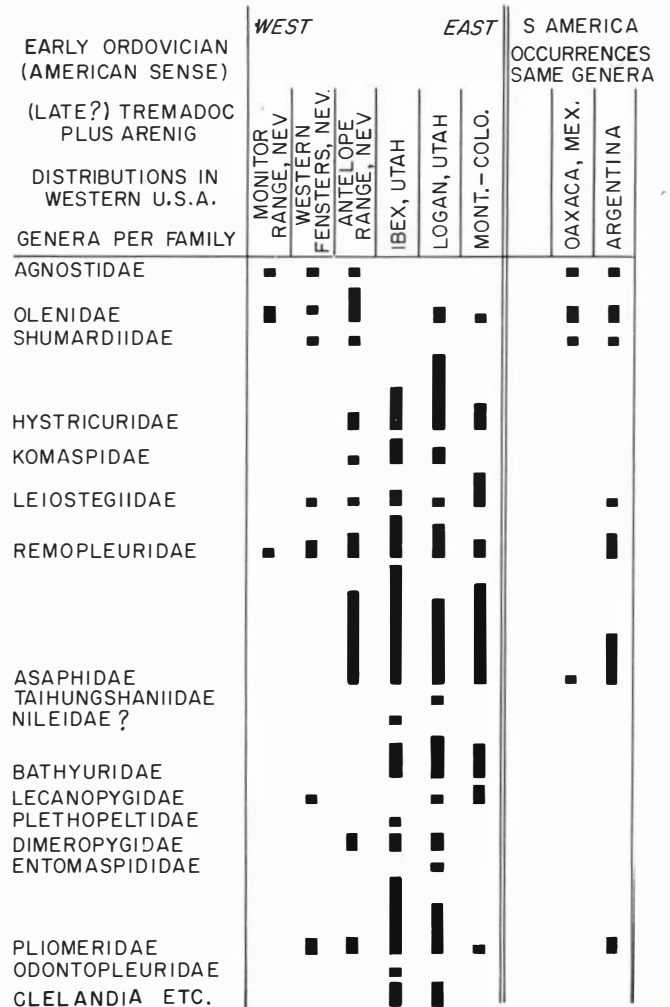 EARLY ORDOVICIAN
(AMERICAN SENSE)
(LATE?) TREMADOC
PLUS ARENIG
DISTRIBUTIONS IN
WESTERN U.S.A.
GENERA PER FAMILY
WEST EAST
S AMERICA
OCCURRENCES
SAME GENERA
MONITOR
RANGE, NEV
WESTERN
FENSTERS, NEV.
ANTELOPE
RANGE, NEV
IBEX, UTAH
LOGAN, UTAH
MONT.-COLO.
OAXACA, MEX.
ARGENTINA
AGNOSTIDAE
OLENIDAE
SHUMARDIIDAE
HYSTRICURIDAE
KOMASPIDAE
LEIOSTEGIIDAE
REMOPLEURIDAE
ASAPHIDAE
TAIHUNGSHANIIDAE
NILEIDAE ?
BATHYURIDAE
LECANOPYGIDAE
PLETHOPELTIDAE
DIMEROPYGIDAE
ENTOMASPIDIDAE
PLIOMERIDAE
ODONTOPLEURIDAE
CLELANDIA ETC.